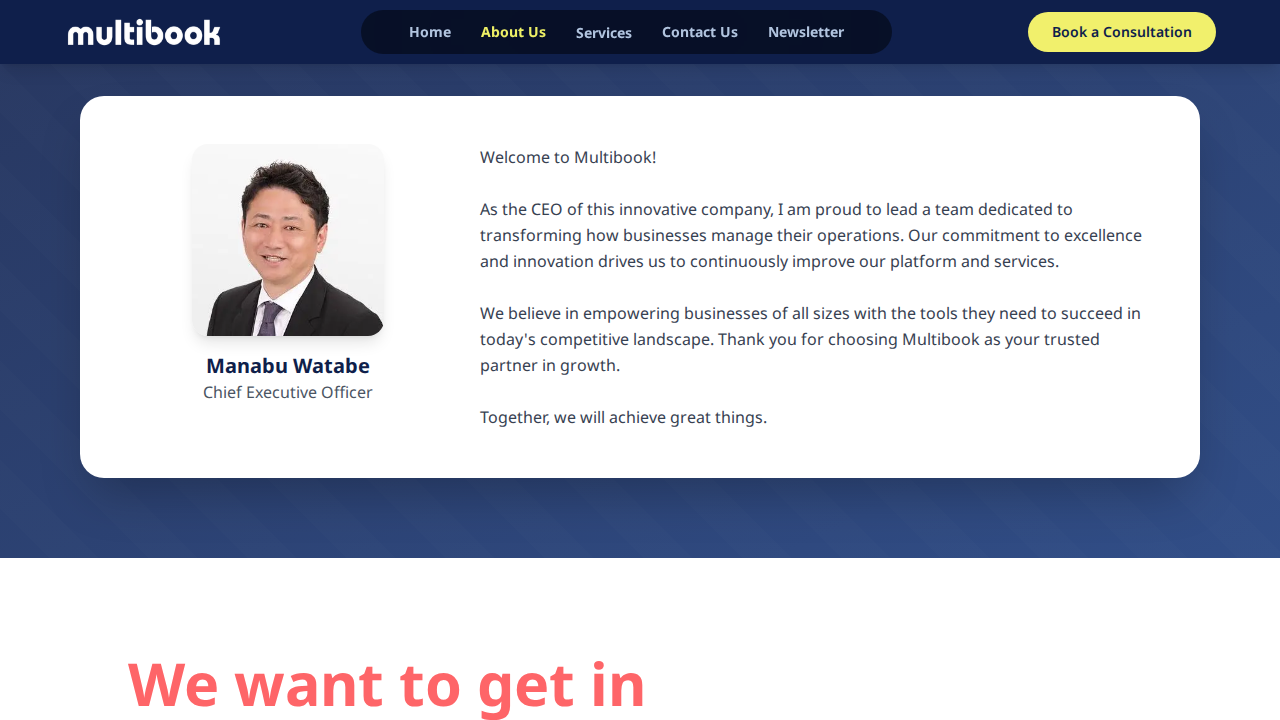 multibook
Home
About Us
Services
Contact Us
Newsletter
Book a Consultation
Manabu Watabe
Chief Executive Officer
Welcome to Multibook!
As the CEO of this innovative company, I am proud to lead a team dedicated to
transforming how businesses manage their operations. Our commitment to excellence
and innovation drives us to continuously improve our platform and services.
We believe in empowering businesses of all sizes with the tools they need to succeed in
today's competitive landscape. Thank you for choosing Multibook as your trusted
partner in growth.
Together, we will achieve great things.
We want to get in